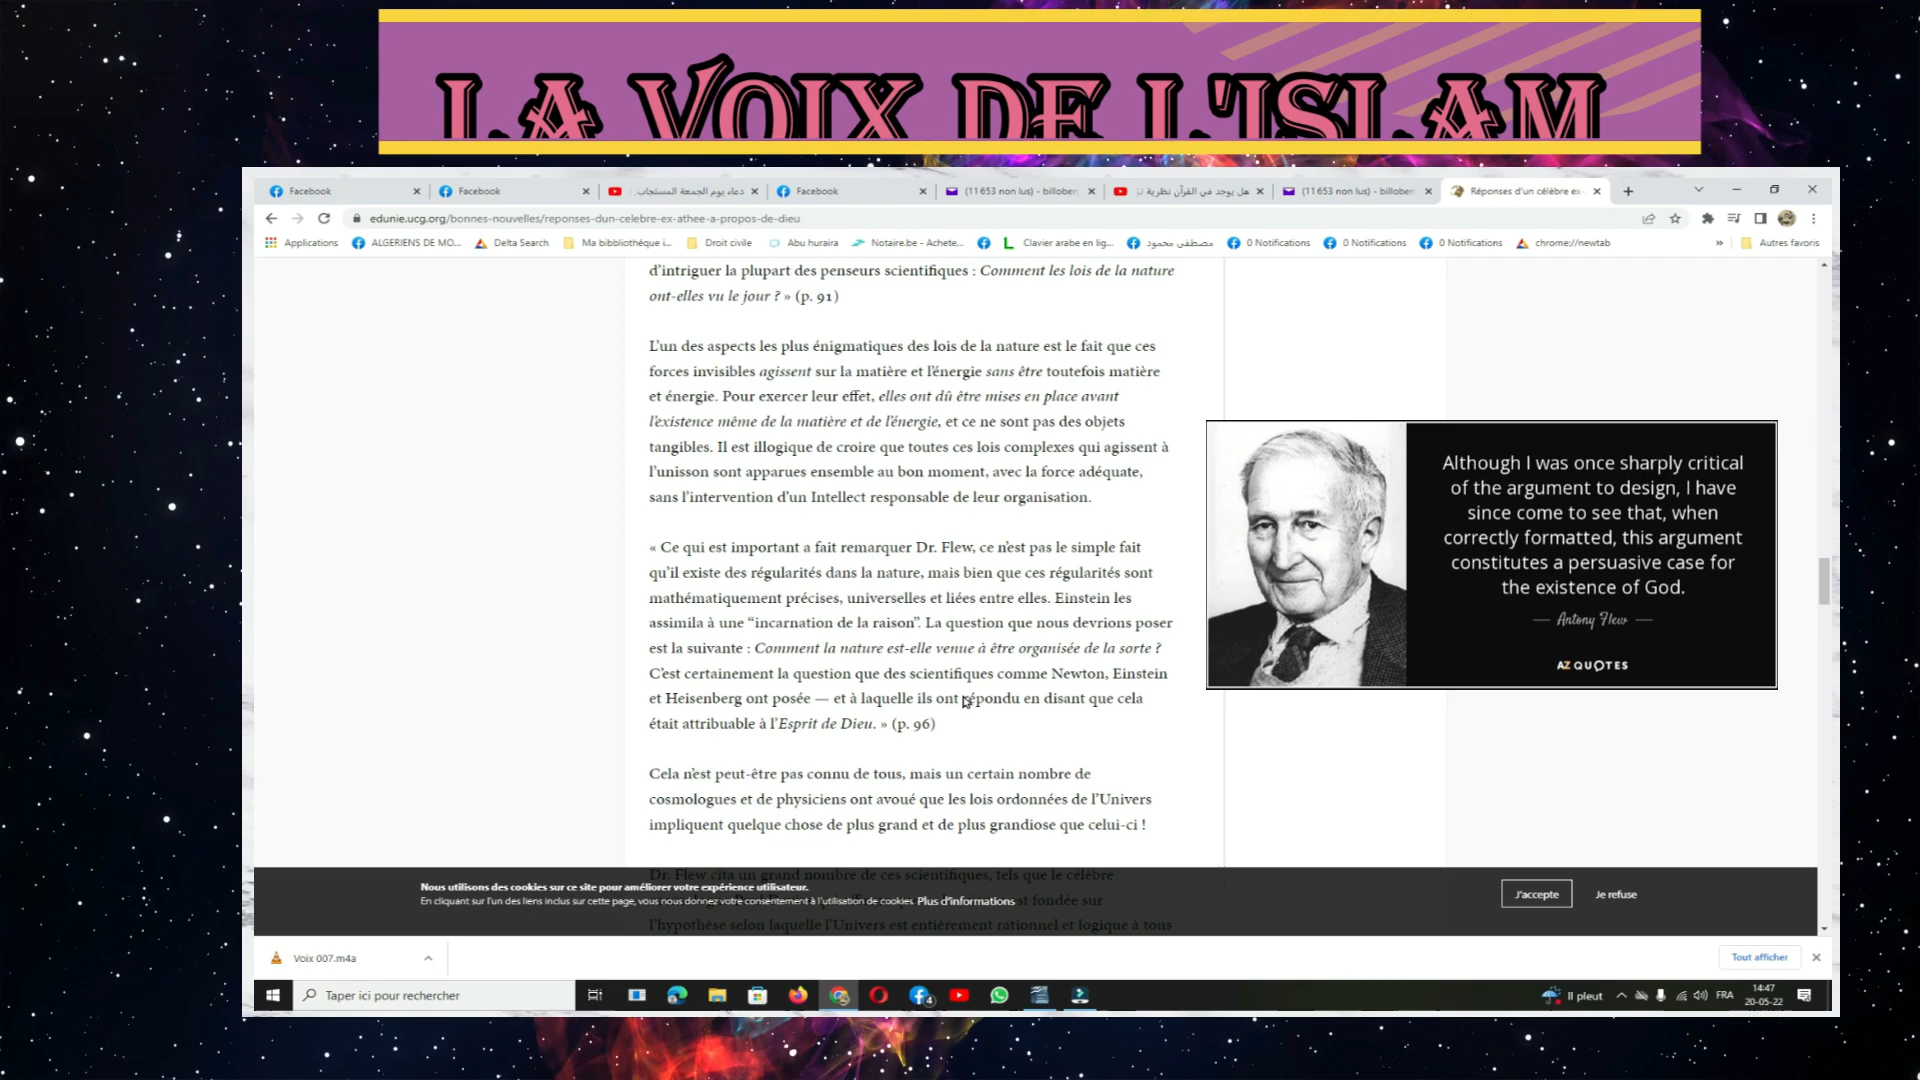 LA VOIX DE L'ISLAM
Facebook
Facebook
دعاء يوم الجمعة المستجاب
Facebook
(11 653 non lus) - billober
هل يوجد في القرآن نظرية
(11 653 non lus) - billober
Réponses d'un célèbre ex
edunie.ucg.org/bonnes-nouvelles/reponses-dun-celebre-ex-athee-a-propos-de-dieu
Applications
ALGERIENS DE MO...
Delta Search
Ma bibbliothéque i...
Droit civile
Abu huraira
Notaire.be - Achete...
Clavier arabe en lig...
مصطفى محمود
0 Notifications
0 Notifications
0 Notifications
chrome://newtab
»
Autres favoris
d'intriguer la plupart des penseurs scientifiques : Comment les lois de la nature
ont-elles vu le jour ? » (p. 91)
L'un des aspects les plus énigmatiques des lois de la nature est le fait que ces
forces invisibles agissent sur la matière et l'énergie sans être toutefois matière
et énergie. Pour exercer leur effet, elles ont dû être mises en place avant
l'existence même de la matière et de l'énergie, et ce ne sont pas des objets
tangibles. Il est illogique de croire que toutes ces lois complexes qui agissent à
l'unisson sont apparues ensemble au bon moment, avec la force adéquate,
sans l'intervention d'un Intellect responsable de leur organisation.
« Ce qui est important a fait remarquer Dr. Flew, ce n'est pas le simple fait
qu'il existe des régularités dans la nature, mais bien que ces régularités sont
mathématiquement précises, universelles et liées entre elles. Einstein les
assimila à une “incarnation de la raison”. La question que nous devrions poser
est la suivante : Comment la nature est-elle venue à être organisée de la sorte ?
C'est certainement la question que des scientifiques comme Newton, Einstein
et Heisenberg ont posée — et à laquelle ils ont répondu en disant que cela
était attribuable à l'Esprit de Dieu. » (p. 96)
Cela n'est peut-être pas connu de tous, mais un certain nombre de
cosmologues et de physiciens ont avoué que les lois ordonnées de l'Univers
impliquent quelque chose de plus grand et de plus grandiose que celui-ci !
Dr. Flew cita un grand nombre de ces scientifiques, tels que le célèbre
st fondée sur
l'hypothèse selon laquelle l'Univers est entièrement rationnel et logique à tous
Although I was once sharply critical
of the argument to design, I have
since come to see that, when
correctly formatted, this argument
constitutes a persuasive case for
the existence of God.
— Antony Flew —
AZ QUOTES
Nous utilisons des cookies sur ce site pour améliorer votre expérience utilisateur.
En cliquant sur l'un des liens inclus sur cette page, vous nous donnez votre consentement à l'utilisation de cookies. Plus d'informations
J'accepte
Je refuse
Voix 007.m4a
Tout afficher
Taper ici pour rechercher
4
Il pleut
FRA
14:47
20-05-22